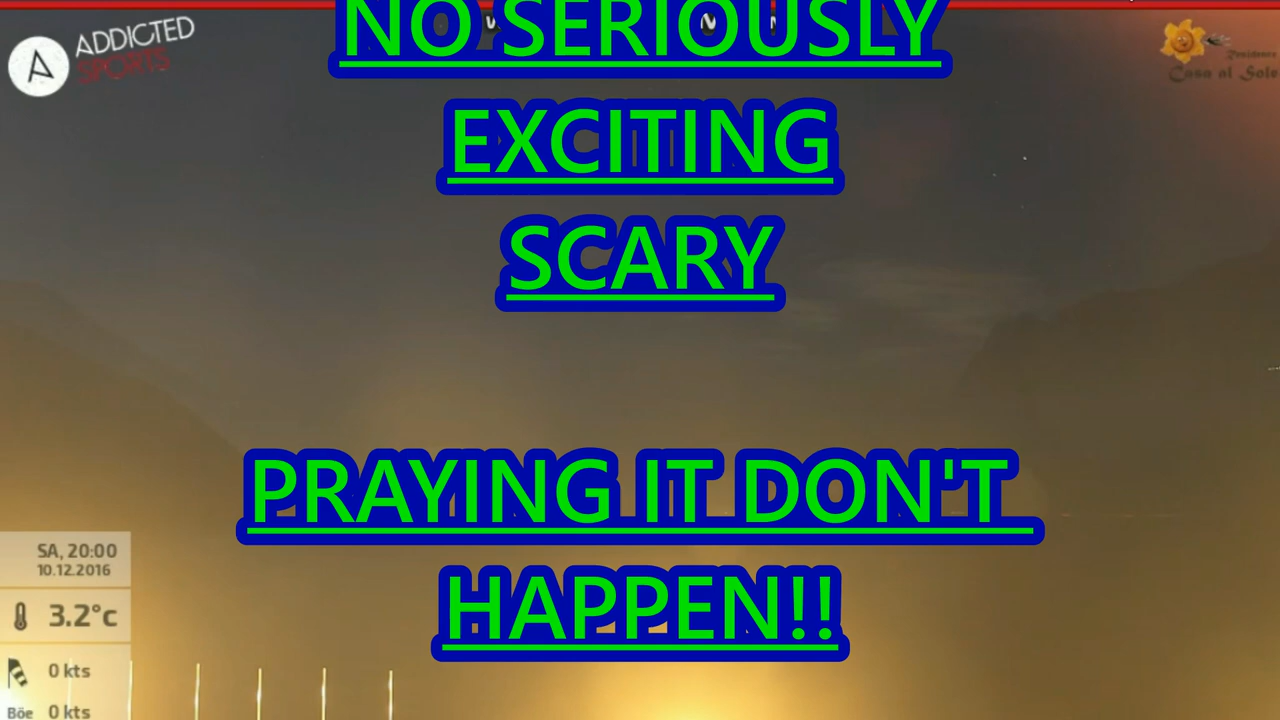 NO SERIOUSLY
ADDICTED
SPORTS
Residenza
Casa al Sole
EXCITING
SCARY
PRAYING IT DON'T
HAPPEN!!
SA, 20:00
10.12.2016
3.2°c
0 kts
Böe 0 kts